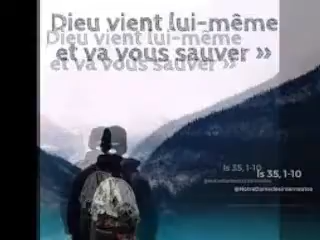 Dieu vient lui-même
Dieu vient lui-même
et va vous sauver »
et va vous sauver »
Is 35, 1-10
Is 35, 1-10